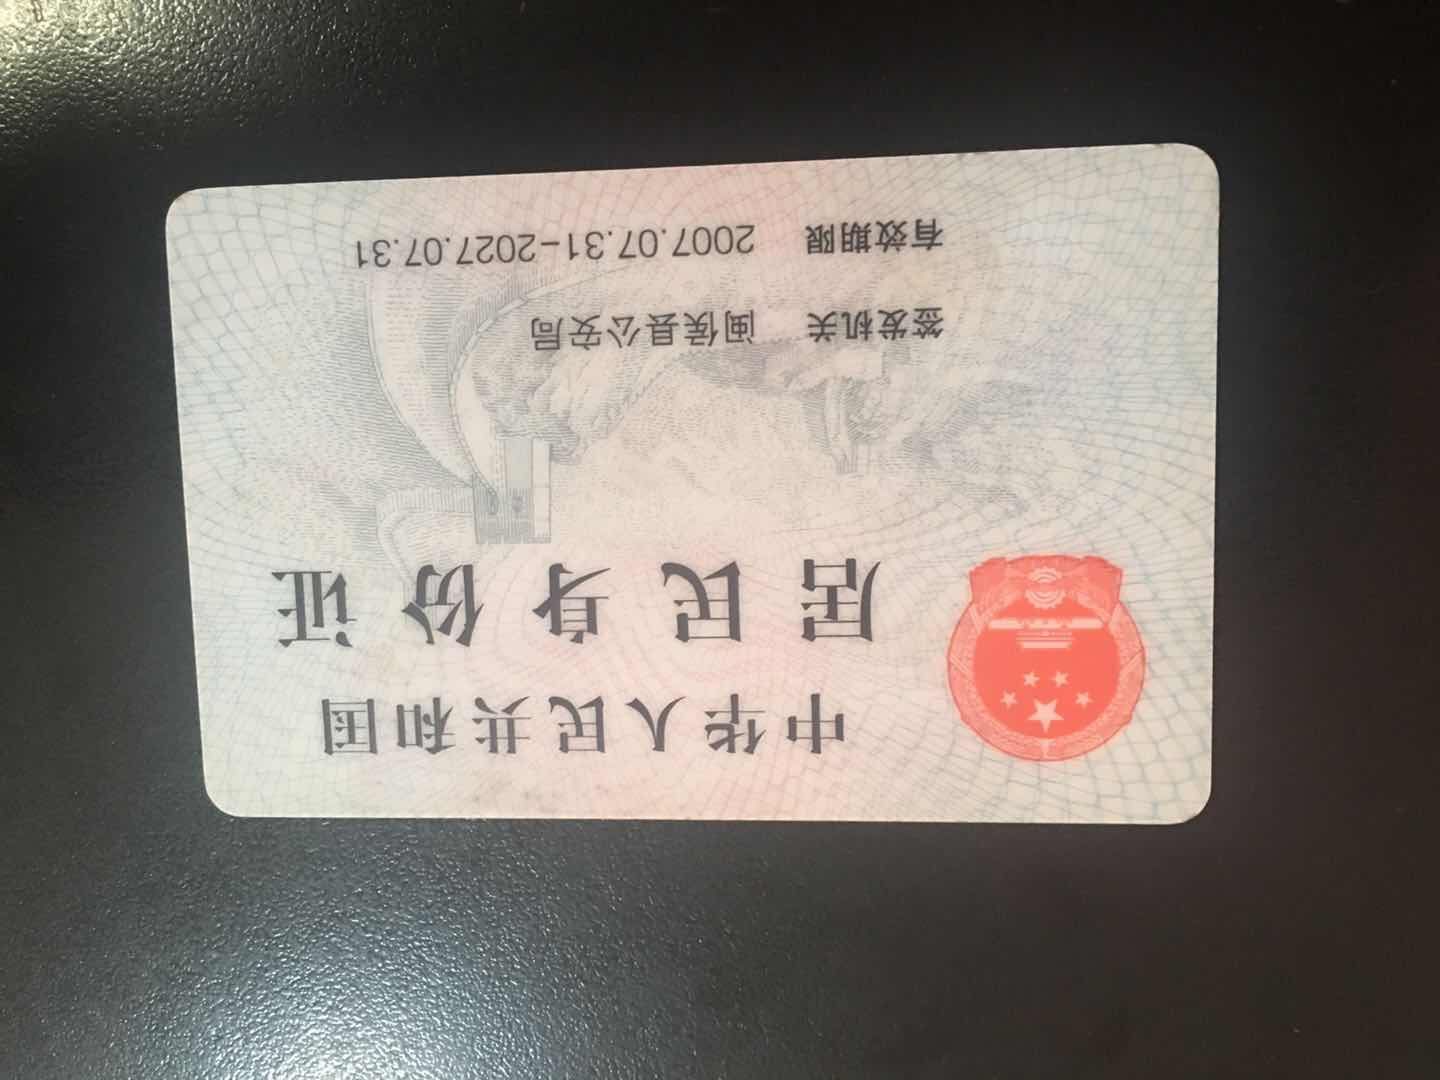 中华人民共和国
居民身份证
签发机关 闽侯县公安局
有效期限 2007.07.31-2027.07.31